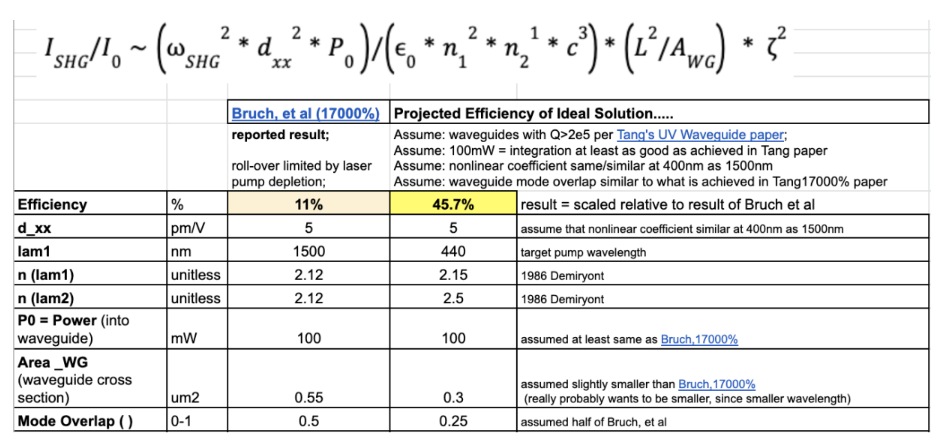 I_SHG/I_0 ~ (ω_SHG^2 * d_xx^2 * P_0)/(ϵ_0 * n_1^2 * n_2^1 * c^3) * (L^2/A_WG) * ζ^2
Bruch, et al (17000%) Projected Efficiency of Ideal Solution.....
reported result; Assume: waveguides with Q>2e5 per Tang's UV Waveguide paper;
Assume: 100mW = integration at least as good as achieved in Tang paper
roll-over limited by laser Assume: nonlinear coefficient same/similar at 400nm as 1500nm
pump depletion; Assume: waveguide mode overlap similar to what is achieved in Tang17000% paper
Efficiency % 11% 45.7% result = scaled relative to result of Bruch et al
d_xx pm/V 5 5 assume that nonlinear coefficient similar at 400nm as 1500nm
lam1 nm 1500 440 target pump wavelength
n (lam1) unitless 2.12 2.15 1986 Demiryont
n (lam2) unitless 2.12 2.5 1986 Demiryont
P0 = Power (into
waveguide) mW 100 100 assumed at least same as Bruch,17000%
Area _WG
(waveguide cross assumed slightly smaller than Bruch,17000%
section) um2 0.55 0.3 (really probably wants to be smaller, since smaller wavelength)
Mode Overlap ( ) 0-1 0.5 0.25 assumed half of Bruch, et al